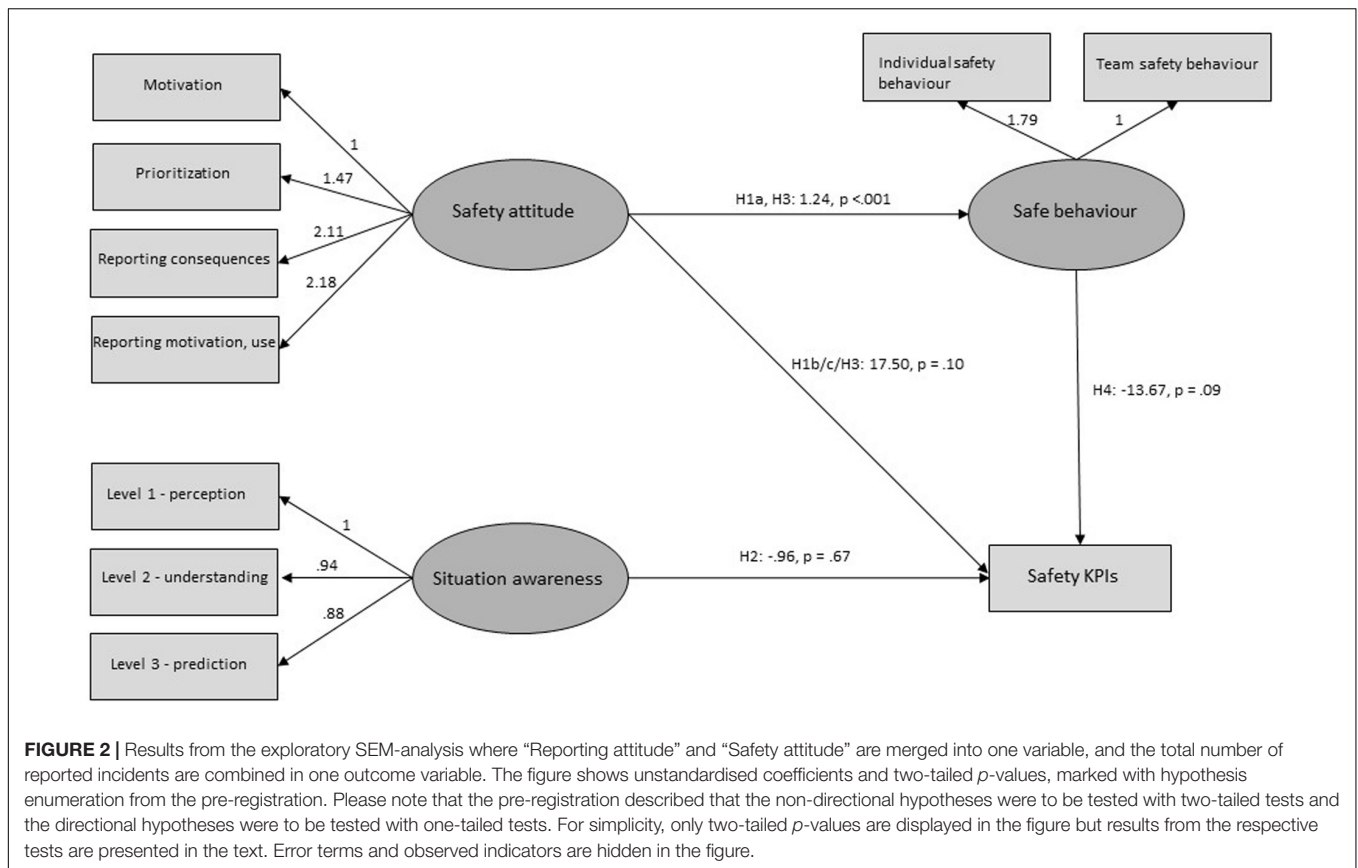 Motivation
Prioritization
Reporting consequences
Reporting motivation, use
1
1.47
2.11
2.18
Safety attitude
Individual safety
behaviour
Team safety behaviour
1.79
1
Safe behaviour
H1a, H3: 1.24, p <.001
H1b/c/H3: 17.50, p = .10
H4: -13.67, p = .09
Level 1 - perception
Level 2 - understanding
Level 3 - prediction
1
.94
.88
Situation awareness
H2: -.96, p = .67
Safety KPIs
FIGURE 2 | Results from the exploratory SEM-analysis where “Reporting attitude” and “Safety attitude” are merged into one variable, and the total number of
reported incidents are combined in one outcome variable. The figure shows unstandardised coefficients and two-tailed p-values, marked with hypothesis
enumeration from the pre-registration. Please note that the pre-registration described that the non-directional hypotheses were to be tested with two-tailed tests and
the directional hypotheses were to be tested with one-tailed tests. For simplicity, only two-tailed p-values are displayed in the figure but results from the respective
tests are presented in the text. Error terms and observed indicators are hidden in the figure.